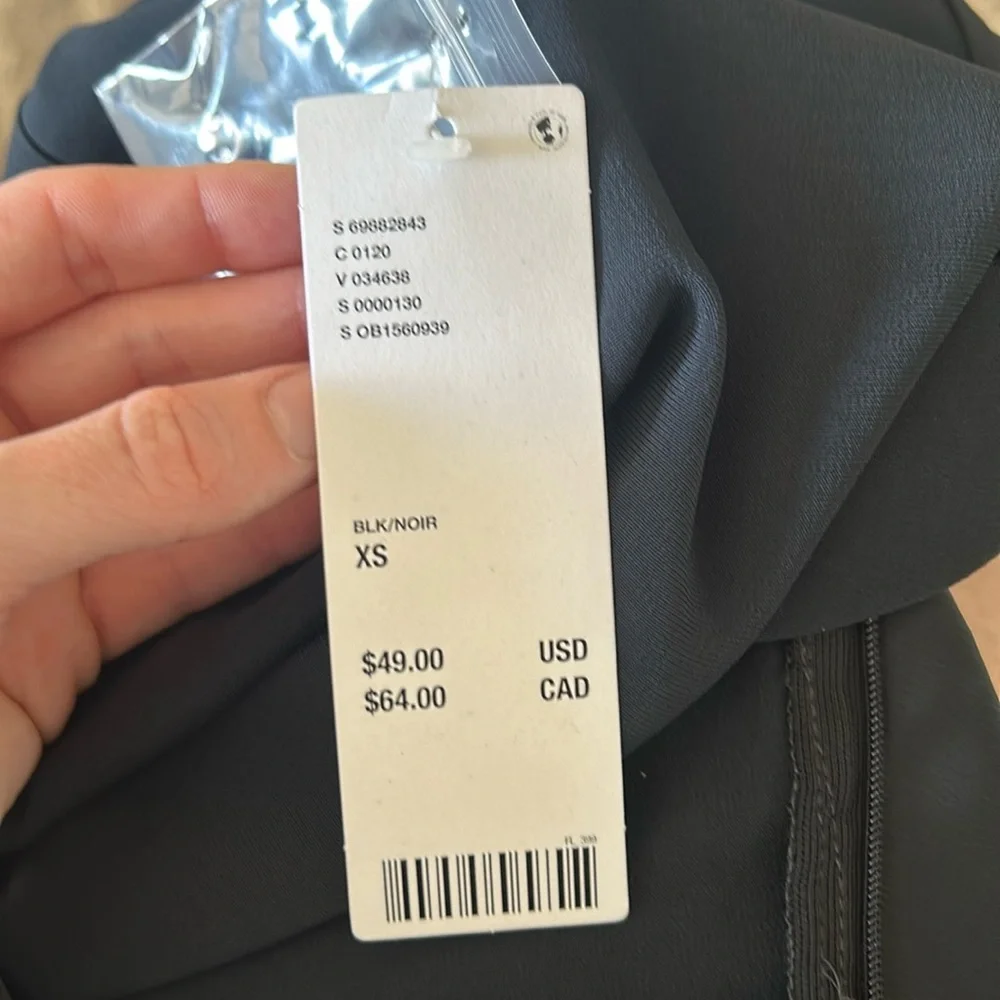 S 69882843
C 0120
V 034638
S 0000130
S OB1560939
BLK/NOIR
XS
$49.00 USD
$64.00 CAD